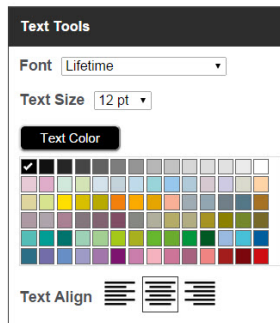 Text Tools
Font Lifetime
Text Size 12 pt
Text Color
Text Align